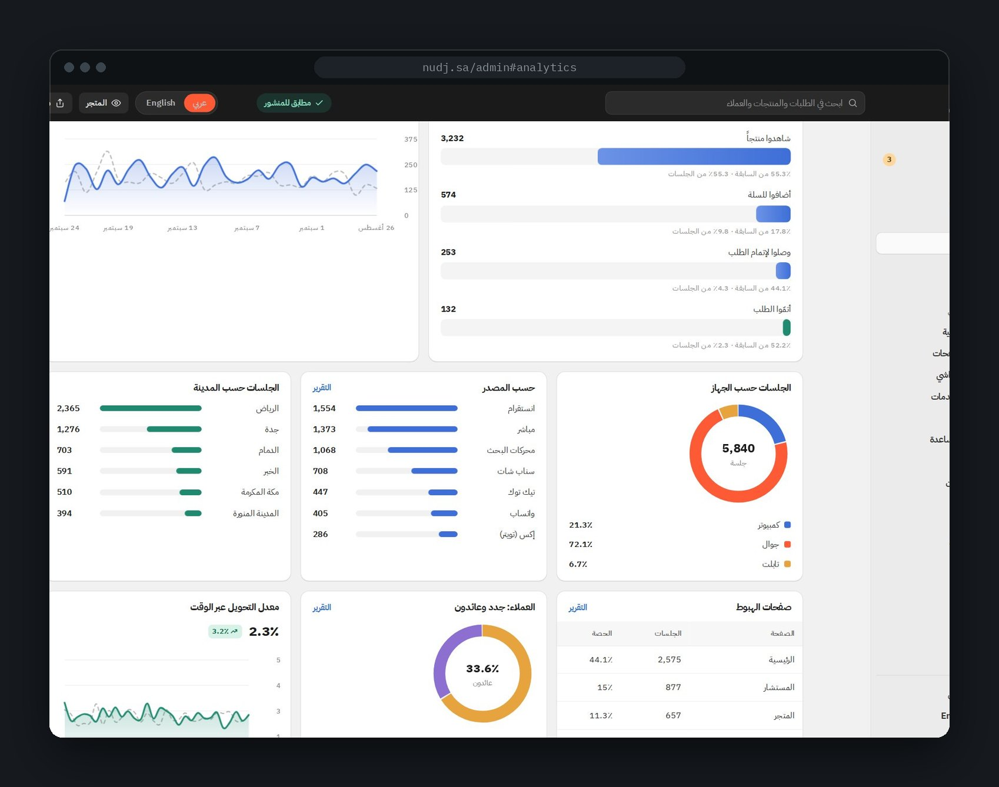 nudj.sa/admin#analytics
ابحث في الطلبات والمنتجات والعملاء
مطابق للمنشور
عربي
English
المتجر
3
شاهدوا منتجاً
3,232
55.3٪ من السابقة · 55.3٪ من الجلسات
أضافوا للسلة
574
17.8٪ من السابقة · 9.8٪ من الجلسات
وصلوا لإتمام الطلب
253
44.1٪ من السابقة · 4.3٪ من الجلسات
أتمّوا الطلب
132
52.2٪ من السابقة · 2.3٪ من الجلسات
375
250
125
0
26 أغسطس
1 سبتمبر
7 سبتمبر
13 سبتمبر
19 سبتمبر
24 سبتمبر
الجلسات حسب الجهاز
5,840
جلسة
كمبيوتر 21.3٪
جوال 72.1٪
تابلت 6.7٪
حسب المصدر
التقرير
انستقرام 1,554
مباشر 1,373
محركات البحث 1,068
سناب شات 708
تيك توك 447
واتساب 405
إكس (تويتر) 286
الجلسات حسب المدينة
الرياض 2,365
جدة 1,276
الدمام 703
الخبر 591
مكة المكرمة 510
المدينة المنورة 394
صفحات الهبوط
التقرير
الصفحة الجلسات الحصة
الرئيسية 2,575 44.1٪
المستشار 877 15٪
المتجر 657 11.3٪
العملاء: جدد وعائدون
التقرير
33.6٪
عائدون
معدل التحويل عبر الوقت
2.3٪
3.2٪
5
4
3